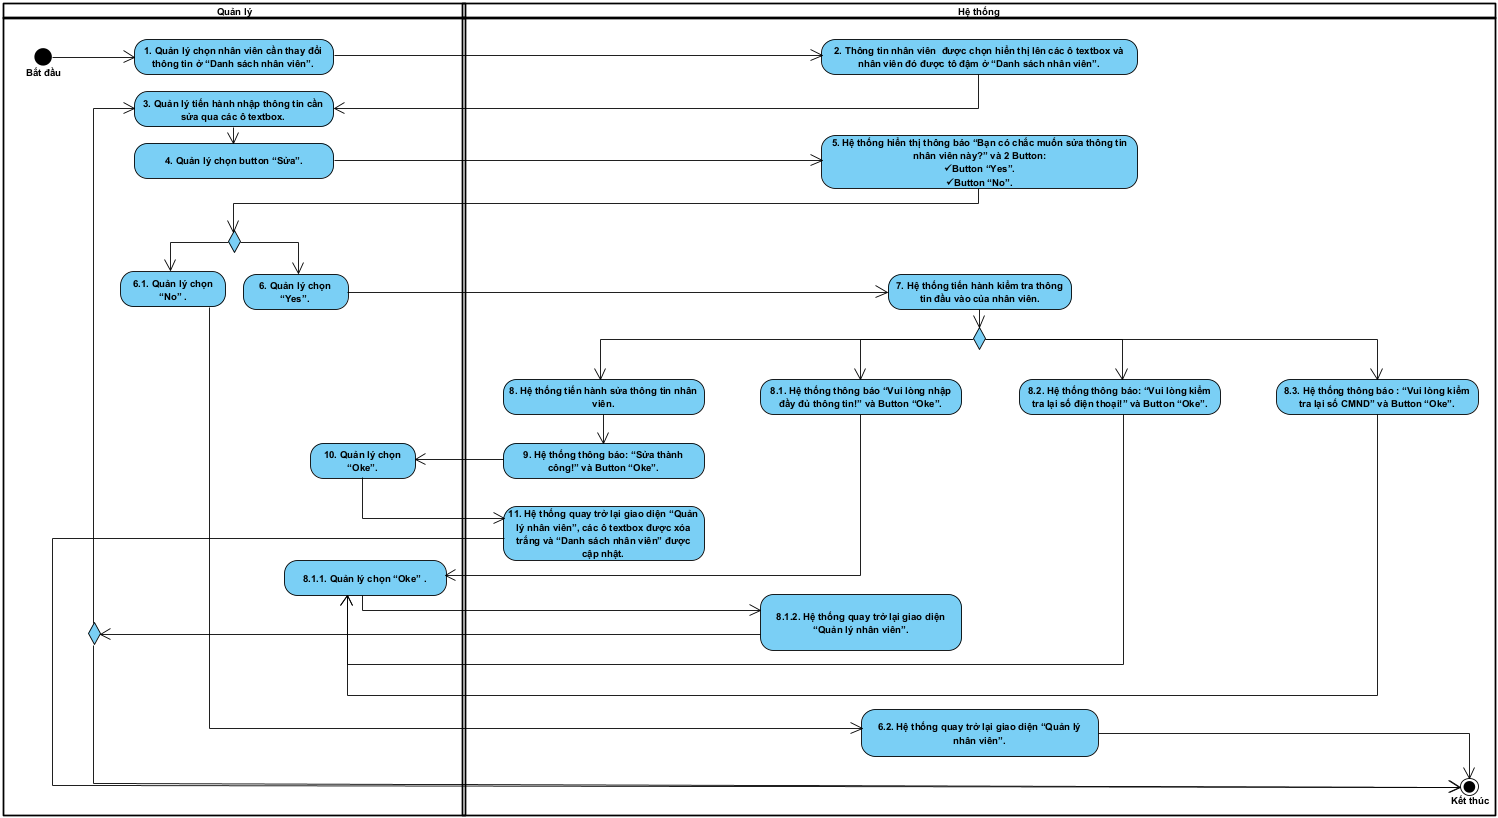 Quản lý
Hệ thống
Bắt đầu
1. Quản lý chọn nhân viên cần thay đổi
thông tin ở “Danh sách nhân viên”.
2. Thông tin nhân viên  được chọn hiển thị lên các ô textbox và
nhân viên đó được tô đậm ở “Danh sách nhân viên”.
3. Quản lý tiến hành nhập thông tin cần
sửa qua các ô textbox.
4. Quản lý chọn button “Sửa”.
5. Hệ thống hiển thị thông báo “Bạn có chắc muốn sửa thông tin
nhân viên này?” và 2 Button:
✓Button “Yes”.
✓Button “No”.
6.1. Quản lý chọn
“No” .
6. Quản lý chọn
“Yes”.
7. Hệ thống tiến hành kiểm tra thông
tin đầu vào của nhân viên.
8. Hệ thống tiến hành sửa thông tin nhân
viên.
8.1. Hệ thống thông báo “Vui lòng nhập
đầy đủ thông tin!” và Button “Oke”.
8.2. Hệ thống thông báo: “Vui lòng kiểm
tra lại số điện thoại!” và Button “Oke”.
8.3. Hệ thống thông báo : “Vui lòng kiểm
tra lại số CMND” và Button “Oke”.
10. Quản lý chọn
“Oke”.
9. Hệ thống thông báo: “Sửa thành
công!” và Button “Oke”.
11. Hệ thống quay trở lại giao diện “Quản
lý nhân viên”, các ô textbox được xóa
trắng và “Danh sách nhân viên” được
cập nhật.
8.1.1. Quản lý chọn “Oke” .
8.1.2. Hệ thống quay trở lại giao diện
“Quản lý nhân viên”.
6.2. Hệ thống quay trở lại giao diện “Quản lý
nhân viên”.
Kết thúc